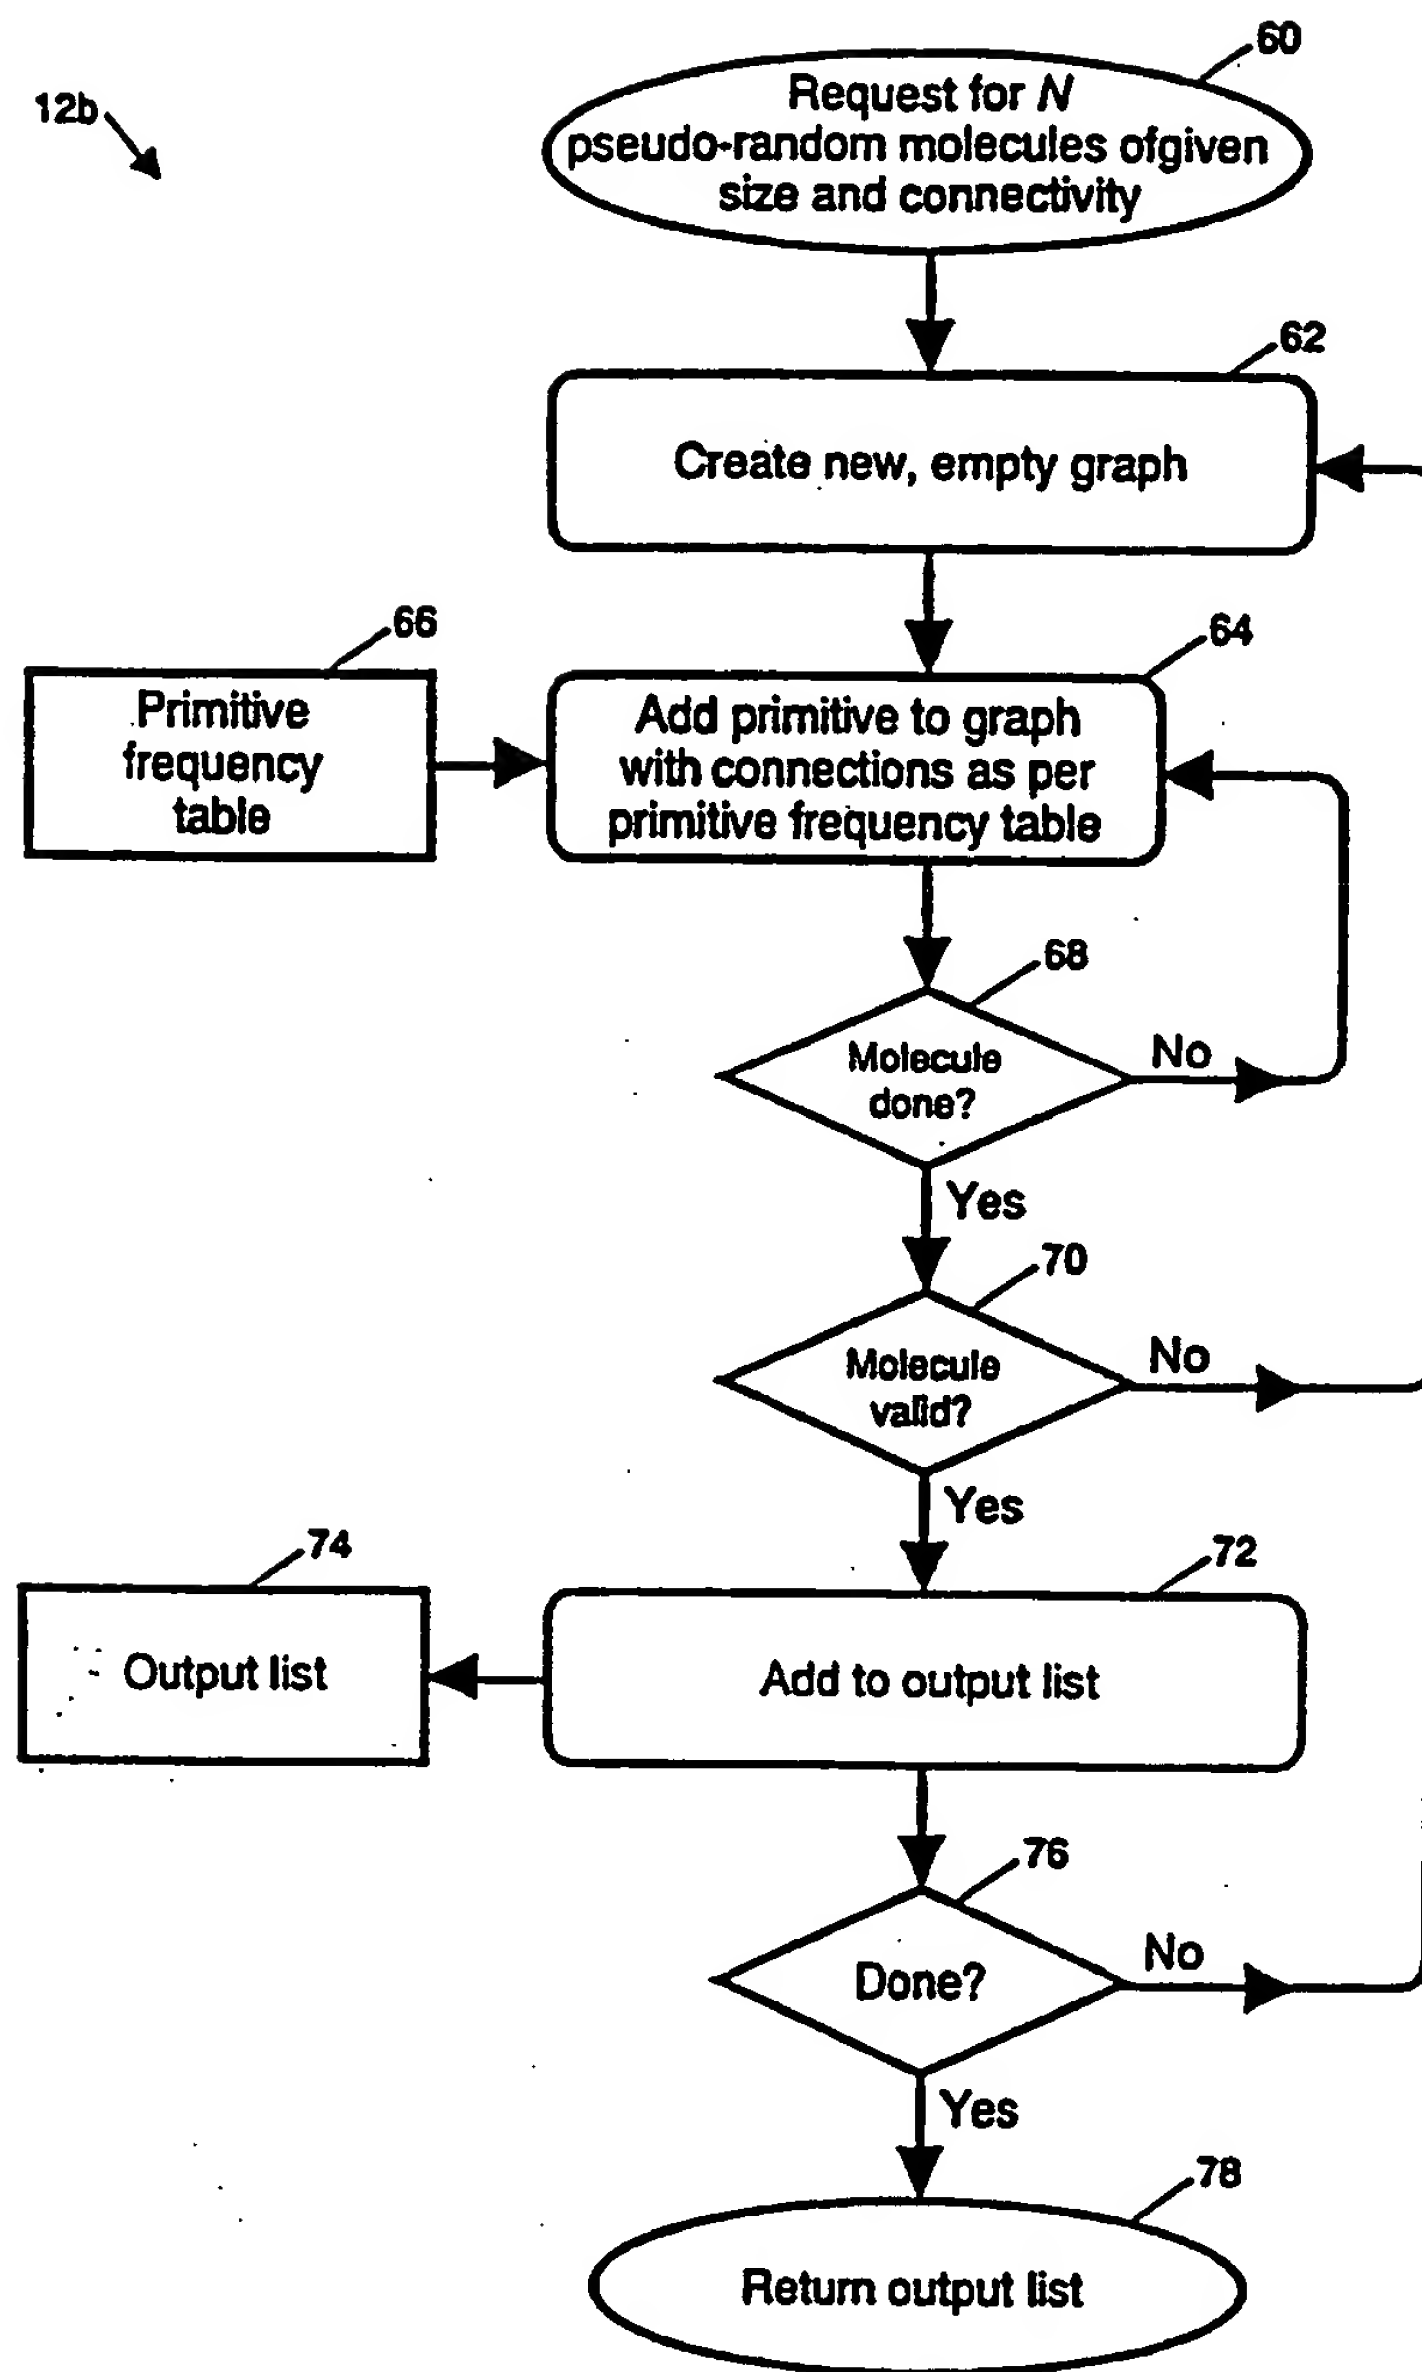 60
12b
Request for N
pseudo-random molecules ofgiven
size and connectivity
62
Create new, empty graph
66
64
Primitive
frequency
table
Add primitive to graph
with connections as per
primitive frequency table
68
Molecule
done?
No
Yes
70
Molecule
valid?
No
Yes
74
72
Output list
Add to output list
76
Done?
No
Yes
78
Return output list